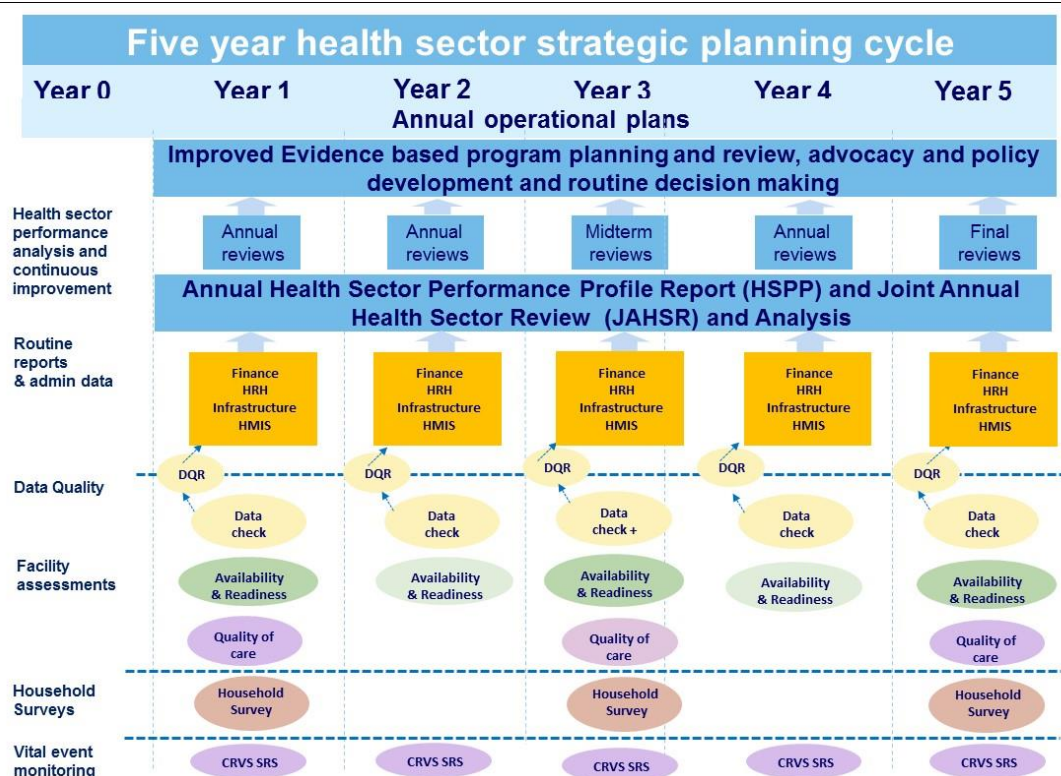 Five year health sector strategic planning cycle
Year 0 Year 1 Year 2 Year 3 Year 4 Year 5
Annual operational plans
Improved Evidence based program planning and review, advocacy and policy
development and routine decision making
Health sector
performance
analysis and
continuous
improvement
Annual
reviews
Annual
reviews
Midterm
reviews
Annual
reviews
Final
reviews
Annual Health Sector Performance Profile Report (HSPP) and Joint Annual
Health Sector Review (JAHSR) and Analysis
Routine
reports
& admin data
Finance
HRH
Infrastructure
HMIS
Finance
HRH
Infrastructure
HMIS
Finance
HRH
Infrastructure
HMIS
Finance
HRH
Infrastructure
HMIS
Finance
HRH
Infrastructure
HMIS
Data Quality
DQR
DQR
DQR
DQR
DQR
Data
check
Data
check
Data
check +
Data
check
Data
check
Facility
assessments
Availability
& Readiness
Availability
& Readiness
Availability
& Readiness
Availability
& Readiness
Availability
& Readiness
Quality of
care
Quality of
care
Quality of
care
Household
Surveys
Household
Survey
Household
Survey
Household
Survey
Vital event
monitoring
CRVS SRS
CRVS SRS
CRVS SRS
CRVS SRS
CRVS SRS